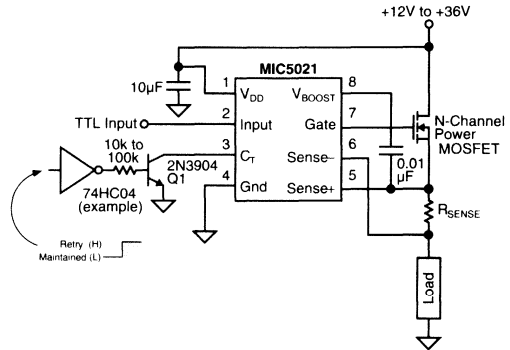 +12V to +36V
MIC5021
10µF
1
8
VDD
VBOOST
TTL Input
2
7
Input
Gate
N-Channel
Power
MOSFET
10k to
100k
2N3904
Q1
3
6
CT
Sense–
0.01
µF
74HC04
(example)
4
5
Gnd
Sense+
RSENSE
Retry (H)
Maintained (L)
Load